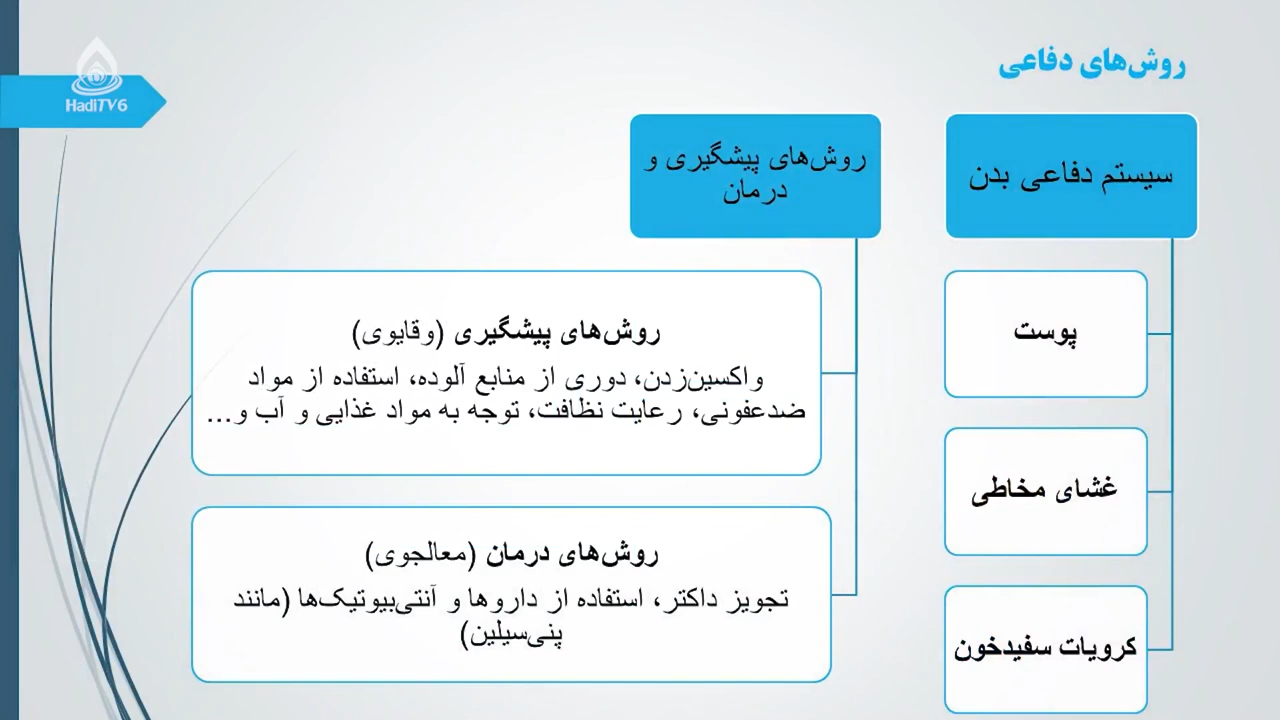 روش‌های دفاعی
HadiTV6
سیستم دفاعی بدن
پوست
غشای مخاطی
کرویات سفیدخون
روش‌های پیشگیری و
درمان
روش‌های پیشگیری (وقایوی)
واکسین‌زدن، دوری از منابع آلوده، استفاده از مواد
ضدعفونی، رعایت نظافت، توجه به مواد غذایی و آب و...
روش‌های درمان (معالجوی)
تجویز داکتر، استفاده از داروها و آنتی‌بیوتیک‌ها (مانند
پنی‌سیلین)